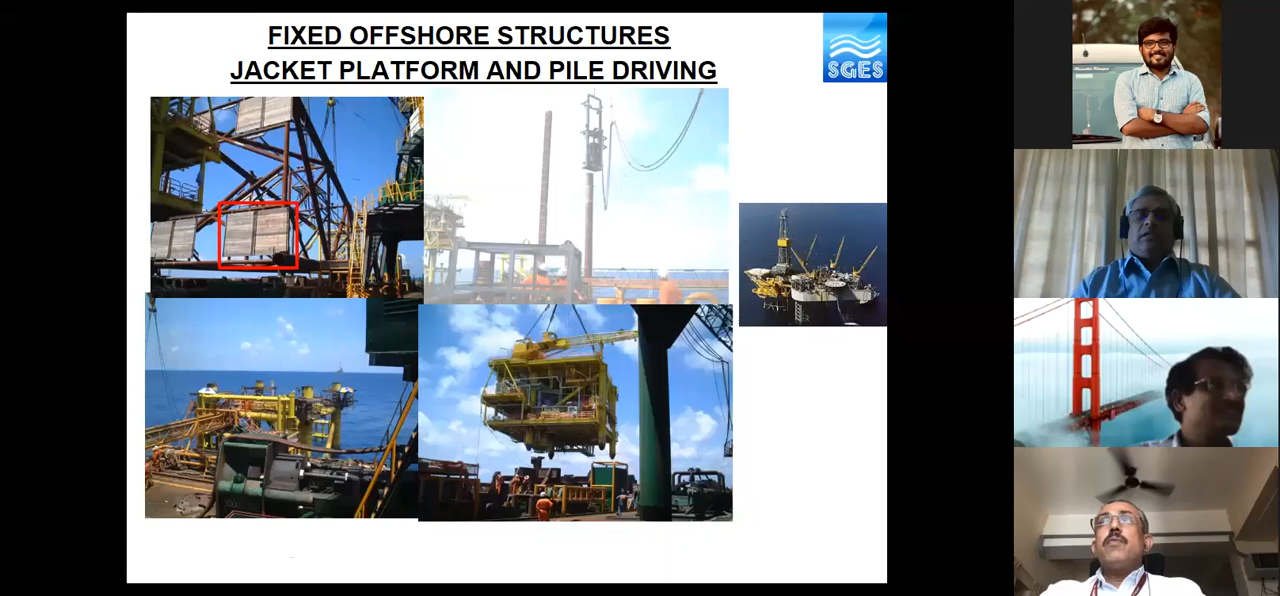 FIXED OFFSHORE STRUCTURES
JACKET PLATFORM AND PILE DRIVING
SGES